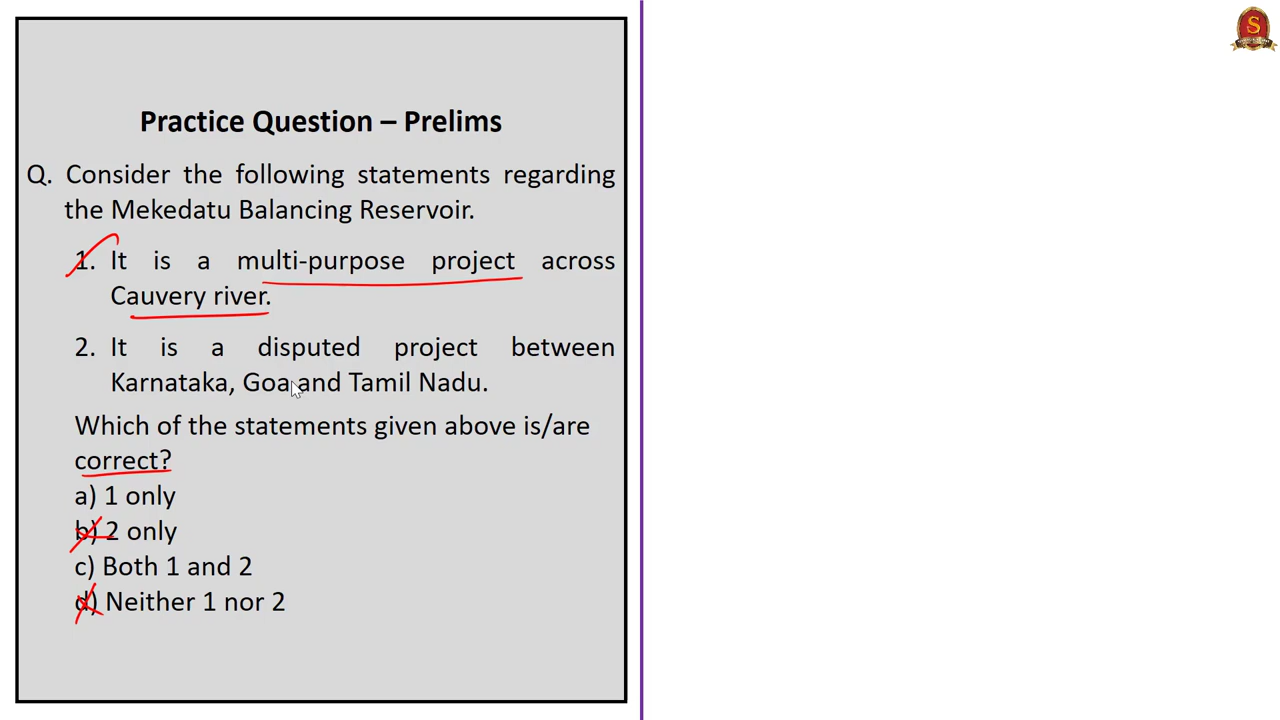 Practice Question – Prelims
Q. Consider the following statements regarding
the Mekedatu Balancing Reservoir.
1. It is a multi-purpose project across
Cauvery river.
2. It is a disputed project between
Karnataka, Goa and Tamil Nadu.
Which of the statements given above is/are
correct?
a) 1 only
b) 2 only
c) Both 1 and 2
d) Neither 1 nor 2
S